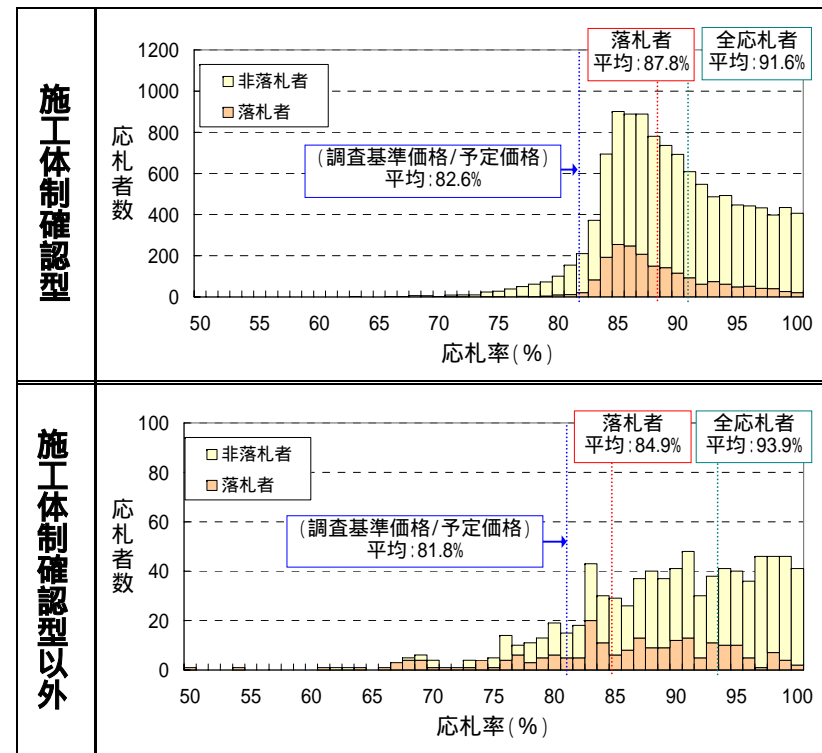 施工体制確認型
落札者
平均:87.8%
全応札者
平均:91.6%
非落札者
落札者
(調査基準価格/予定価格)
平均:82.6%
応札者数
1200
1000
800
600
400
200
0
50 55 60 65 70 75 80 85 90 95 100
応札率(%)
施工体制確認型以外
落札者
平均:84.9%
全応札者
平均:93.9%
非落札者
落札者
(調査基準価格/予定価格)
平均:81.8%
応札者数
100
80
60
40
20
0
50 55 60 65 70 75 80 85 90 95 100
応札率(%)